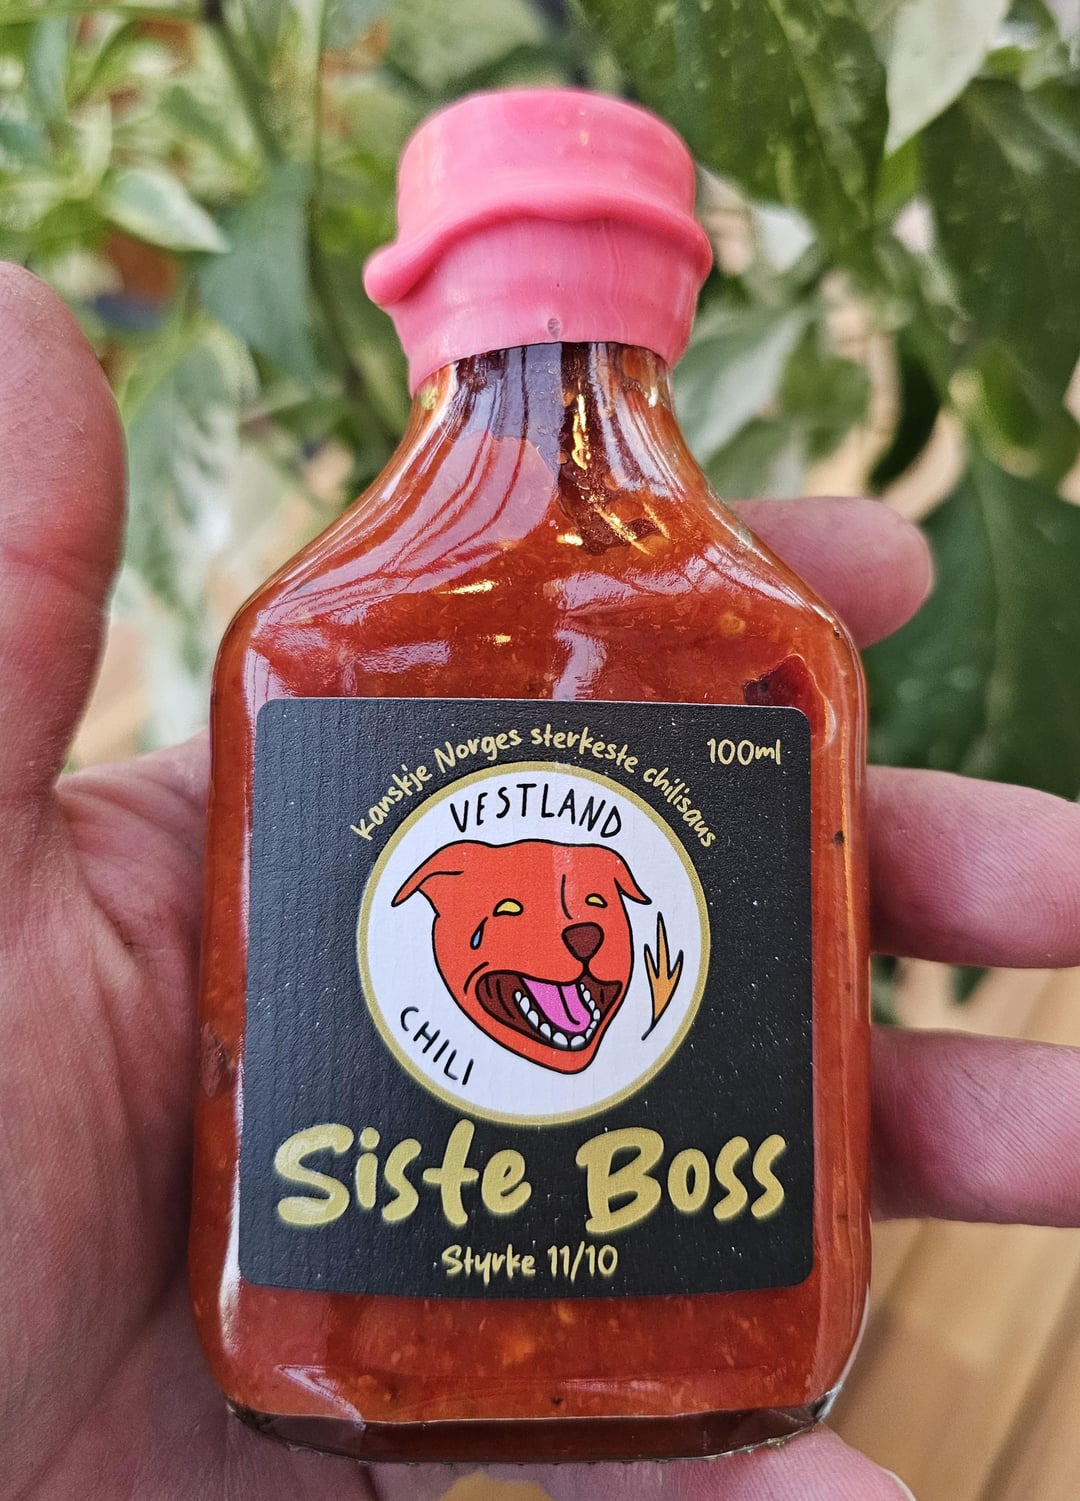 kanskje Norges sterkeste chilisaus
100ml
VESTLAND
CHILI
Siste Boss
Styrke 11/10